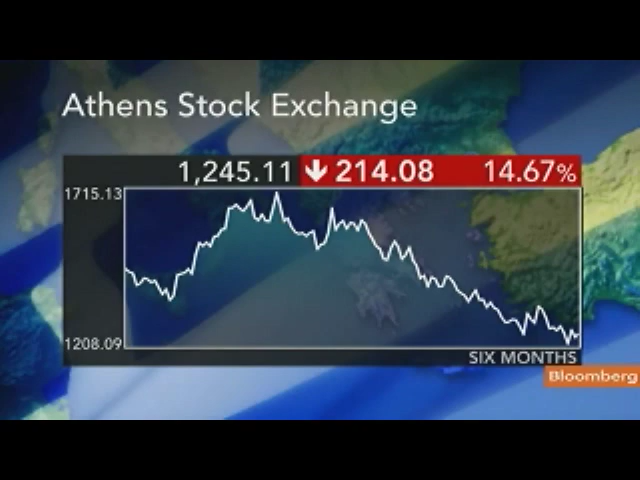 Athens Stock Exchange
1,245.11 214.08 14.67%
1715.13
1208.09
SIX MONTHS
Bloomberg